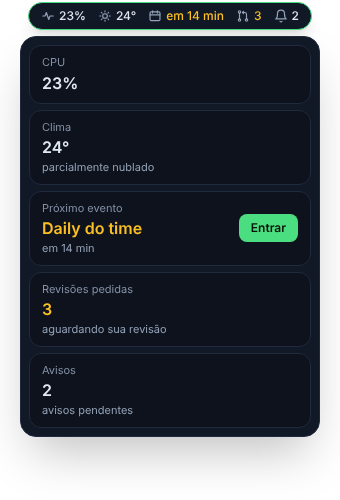 23% 24° em 14 min 3 2
CPU
23%
Clima
24°
parcialmente nublado
Próximo evento
Daily do time
Entrar
em 14 min
Revisões pedidas
3
aguardando sua revisão
Avisos
2
avisos pendentes